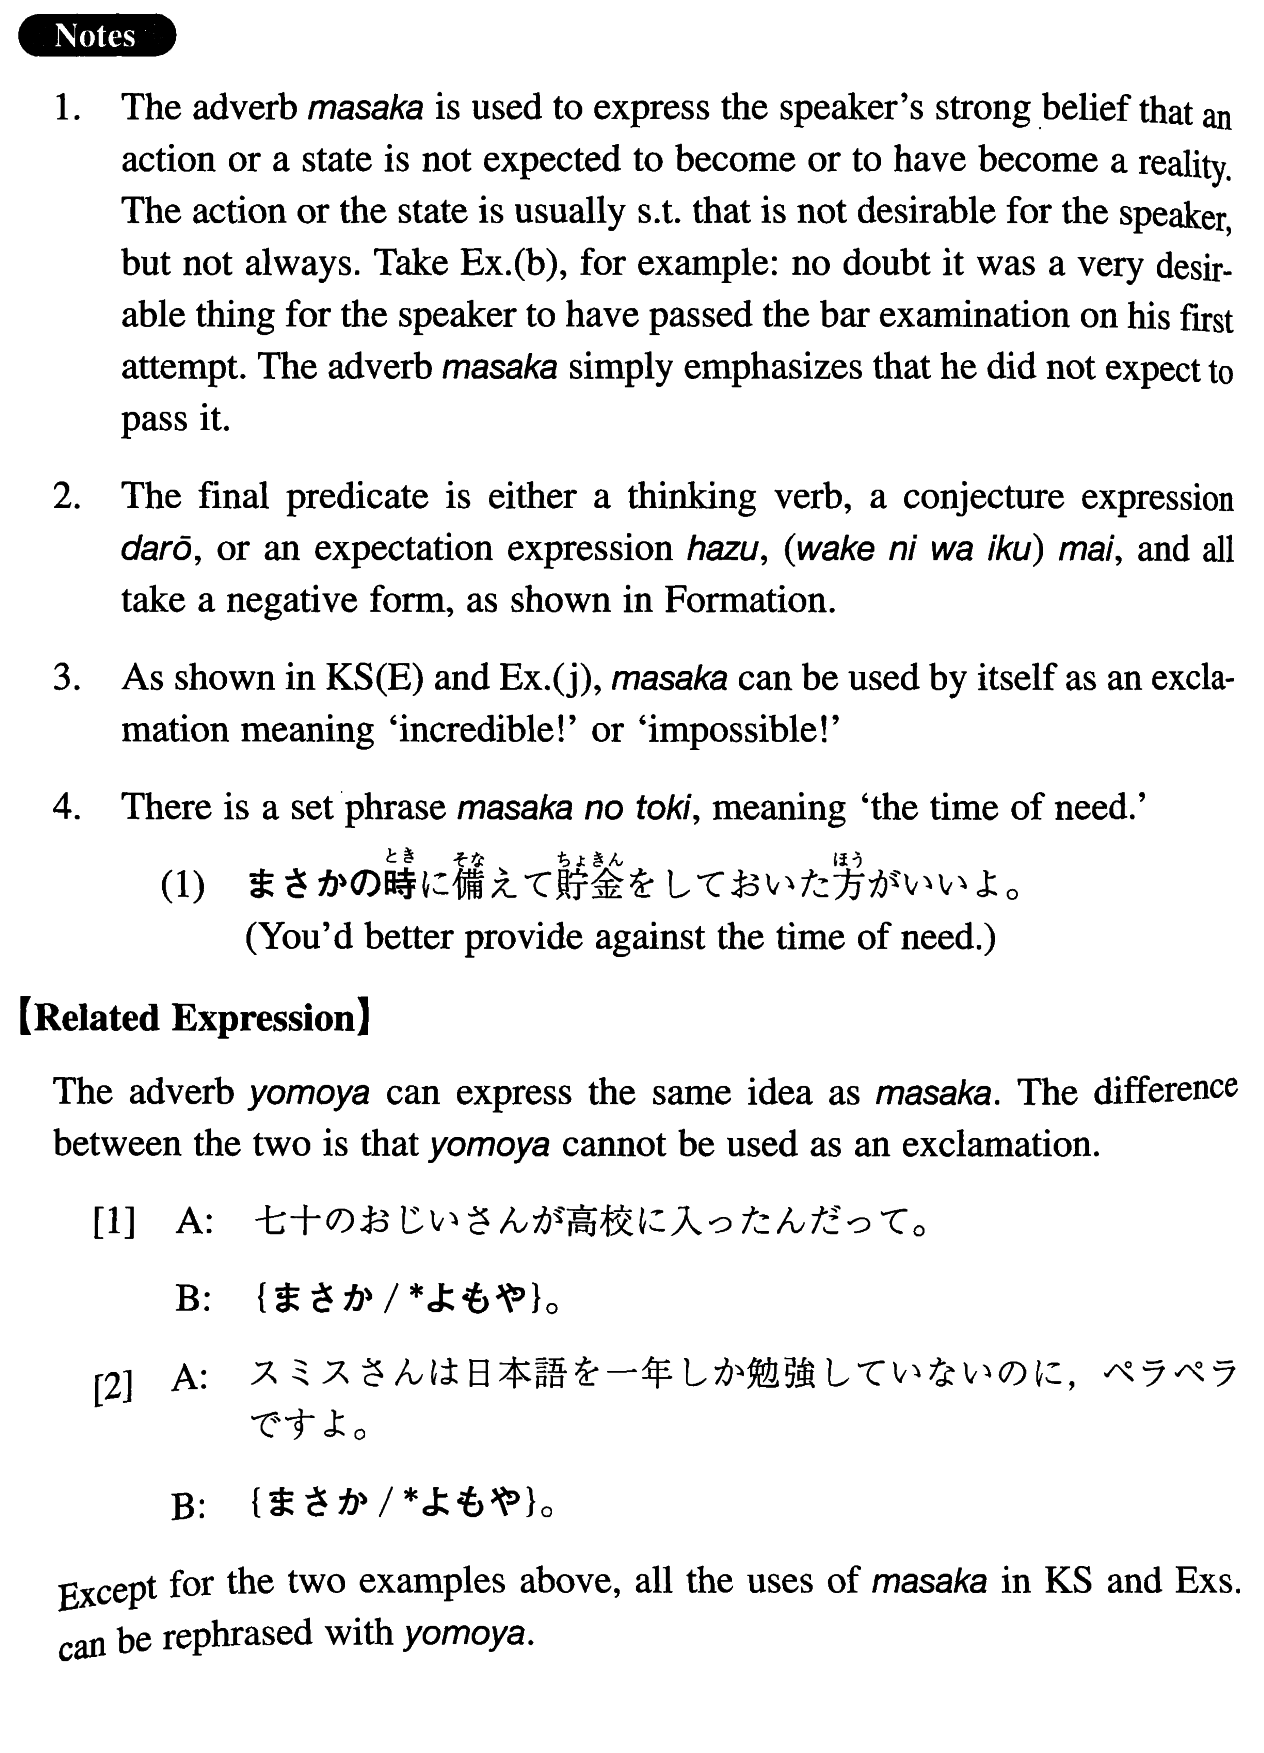 Notes
1. The adverb masaka is used to express the speaker's strong belief that an
action or a state is not expected to become or to have become a reality.
The action or the state is usually s.t. that is not desirable for the speaker,
but not always. Take Ex.(b), for example: no doubt it was a very desir-
able thing for the speaker to have passed the bar examination on his first
attempt. The adverb masaka simply emphasizes that he did not expect to
pass it.
2. The final predicate is either a thinking verb, a conjecture expression
darō, or an expectation expression hazu, (wake ni wa iku) mai, and all
take a negative form, as shown in Formation.
3. As shown in KS(E) and Ex.(j), masaka can be used by itself as an excla-
mation meaning 'incredible!' or 'impossible!'
4. There is a set phrase masaka no toki, meaning 'the time of need.'
とき そな ちょきん ほう
(1) まさかの時に備えて貯金をしておいた方がいいよ。
(You'd better provide against the time of need.)
【Related Expression】
The adverb yomoya can express the same idea as masaka. The difference
between the two is that yomoya cannot be used as an exclamation.
[1] A: 七十のおじいさんが高校に入ったんだって。
B: {まさか / *よもや}。
[2] A: スミスさんは日本語を一年しか勉強していないのに，ペラペラ
ですよ。
B: {まさか / *よもや}。
Except for the two examples above, all the uses of masaka in KS and Exs.
can be rephrased with yomoya.